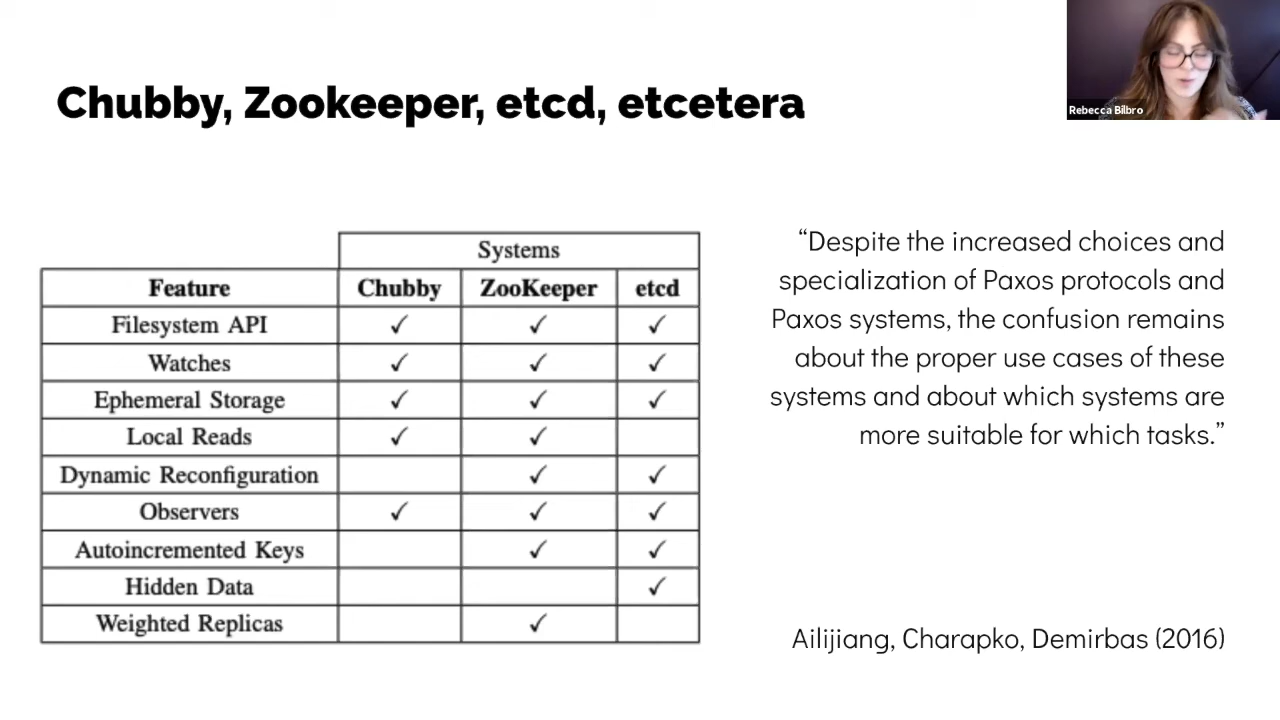 Chubby, Zookeeper, etcd, etcetera
Rebecca Bilbro
Systems
Feature Chubby ZooKeeper etcd
Filesystem API ✓ ✓ ✓
Watches ✓ ✓ ✓
Ephemeral Storage ✓ ✓ ✓
Local Reads ✓ ✓
Dynamic Reconfiguration ✓ ✓
Observers ✓ ✓ ✓
Autoincremented Keys ✓ ✓
Hidden Data ✓
Weighted Replicas ✓
“Despite the increased choices and
specialization of Paxos protocols and
Paxos systems, the confusion remains
about the proper use cases of these
systems and about which systems are
more suitable for which tasks.”
Ailijiang, Charapko, Demirbas (2016)